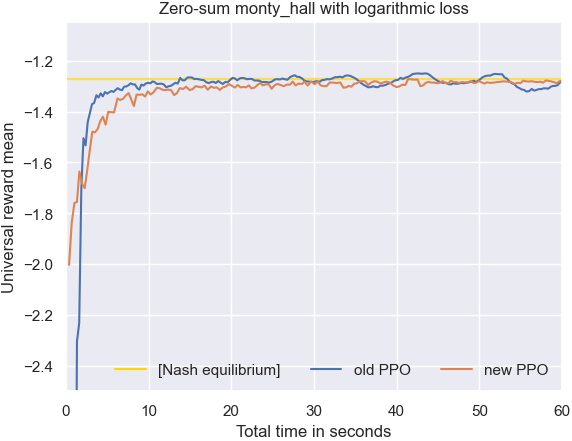 Zero-sum monty_hall with logarithmic loss
Universal reward mean
−1.2
−1.4
−1.6
−1.8
−2.0
−2.2
−2.4
[Nash equilibrium]
old PPO
new PPO
0
10
20
30
40
50
60
Total time in seconds